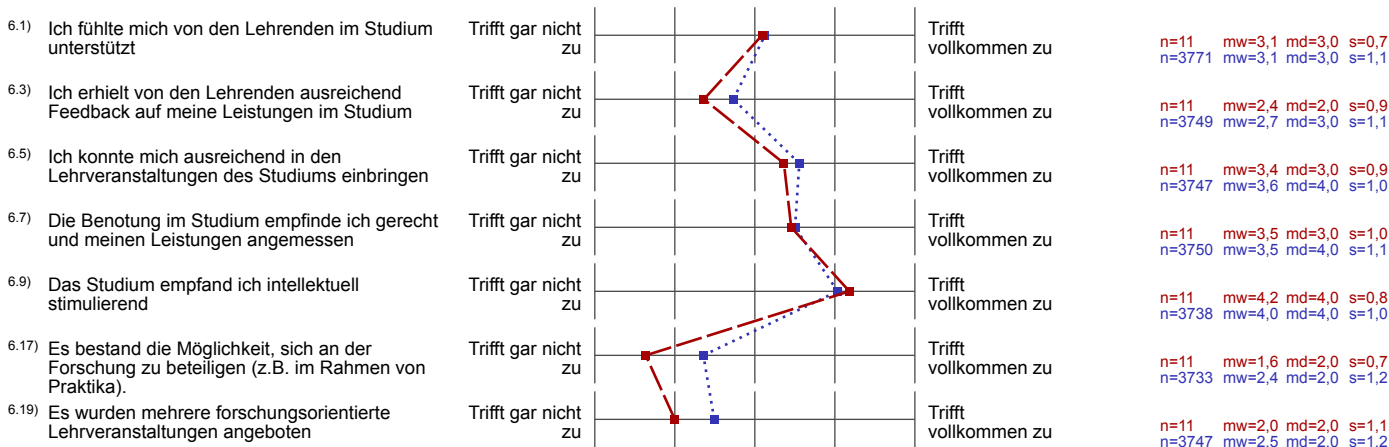 6.1) Ich fühlte mich von den Lehrenden im Studium
unterstützt
Trifft gar nicht
zu
Trifft
vollkommen zu
n=11 mw=3,1 md=3,0 s=0,7
n=3771 mw=3,1 md=3,0 s=1,1
6.3) Ich erhielt von den Lehrenden ausreichend
Feedback auf meine Leistungen im Studium
Trifft gar nicht
zu
Trifft
vollkommen zu
n=11 mw=2,4 md=2,0 s=0,9
n=3749 mw=2,7 md=3,0 s=1,1
6.5) Ich konnte mich ausreichend in den
Lehrveranstaltungen des Studiums einbringen
Trifft gar nicht
zu
Trifft
vollkommen zu
n=11 mw=3,4 md=3,0 s=0,9
n=3747 mw=3,6 md=4,0 s=1,0
6.7) Die Benotung im Studium empfinde ich gerecht
und meinen Leistungen angemessen
Trifft gar nicht
zu
Trifft
vollkommen zu
n=11 mw=3,5 md=3,0 s=1,0
n=3750 mw=3,5 md=4,0 s=1,1
6.9) Das Studium empfand ich intellektuell
stimulierend
Trifft gar nicht
zu
Trifft
vollkommen zu
n=11 mw=4,2 md=4,0 s=0,8
n=3738 mw=4,0 md=4,0 s=1,0
6.17) Es bestand die Möglichkeit, sich an der
Forschung zu beteiligen (z.B. im Rahmen von
Praktika).
Trifft gar nicht
zu
Trifft
vollkommen zu
n=11 mw=1,6 md=2,0 s=0,7
n=3733 mw=2,4 md=2,0 s=1,2
6.19) Es wurden mehrere forschungsorientierte
Lehrveranstaltungen angeboten
Trifft gar nicht
zu
Trifft
vollkommen zu
n=11 mw=2,0 md=2,0 s=1,1
n=3747 mw=2,5 md=2,0 s=1,2